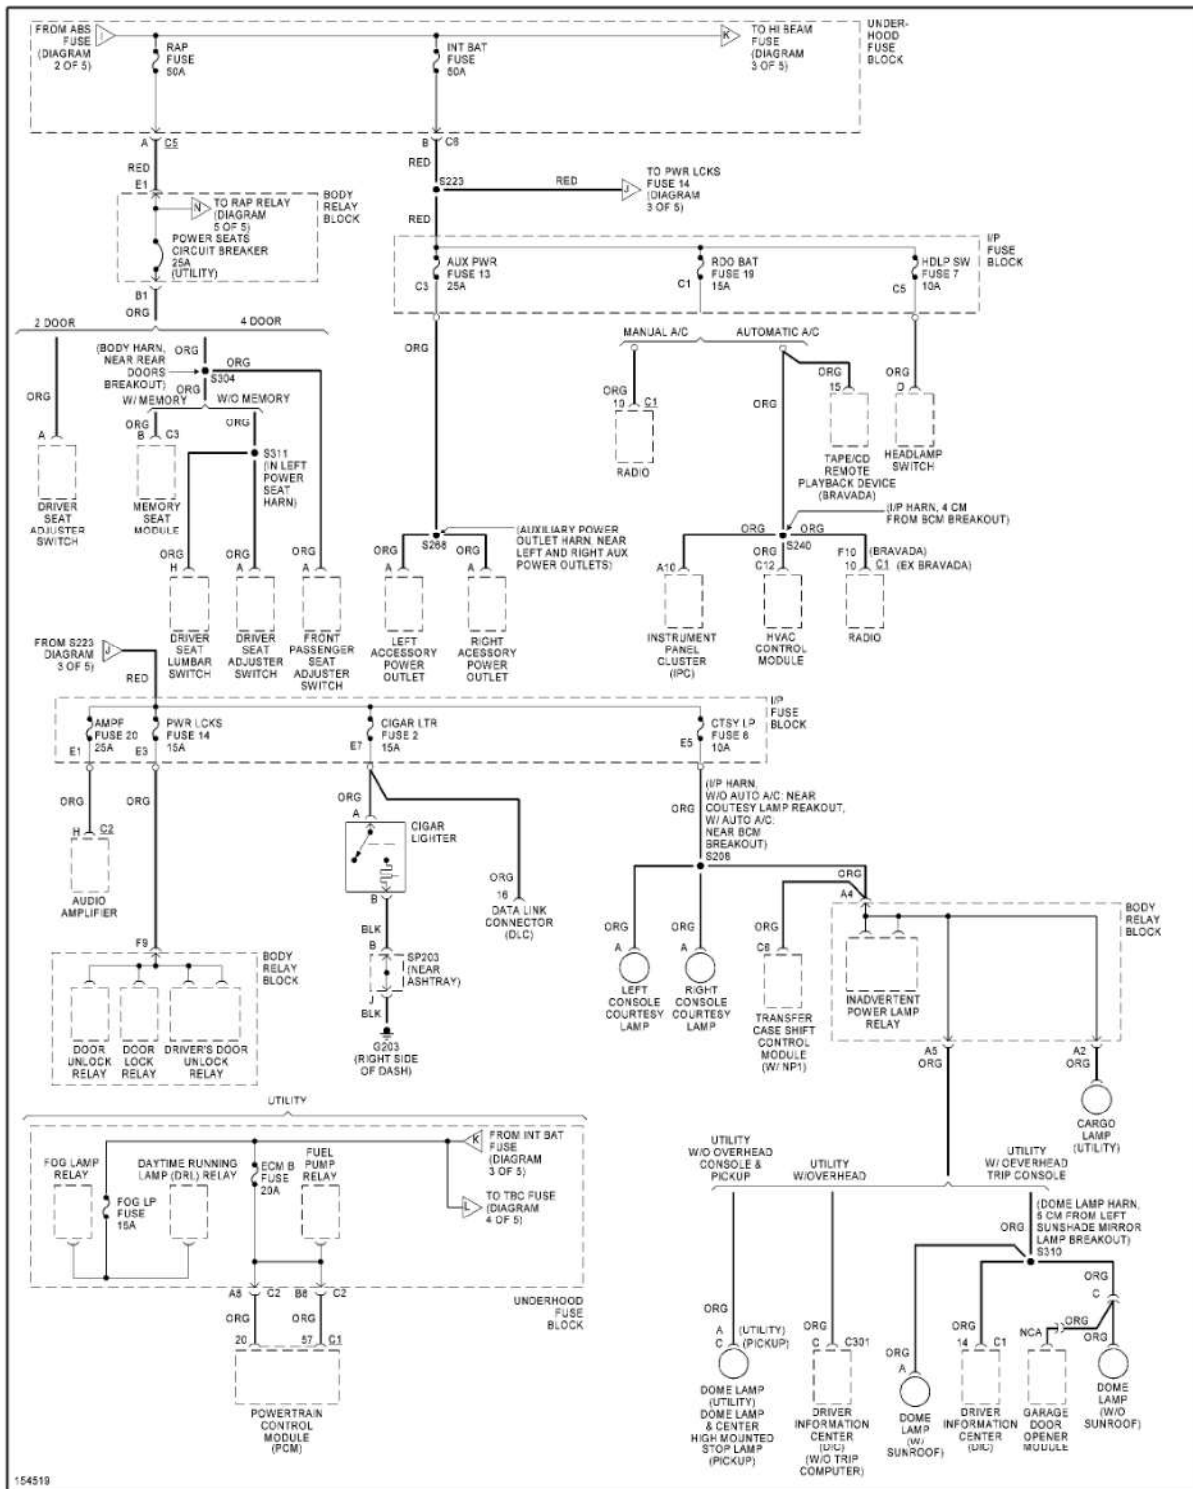 FROM ABS
FUSE
(DIAGRAM
2 OF 5)
I
RAP
FUSE
50A
INT BAT
FUSE
60A
K
TO HI BEAM
FUSE
(DIAGRAM
3 OF 5)
UNDER-
HOOD
FUSE
BLOCK
A C5
B C6
RED
RED
E1
S223
RED
J
TO PWR LCKS
FUSE 14
(DIAGRAM
3 OF 5)
N
TO RAP RELAY
(DIAGRAM
5 OF 5)
BODY
RELAY
BLOCK
POWER SEATS
CIRCUIT BREAKER
25A
(UTILITY)
RED
I/P
FUSE
BLOCK
AUX PWR
FUSE 13
25A
C3
RDO BAT
FUSE 19
15A
C1
HDLP SW
FUSE 7
10A
C5
B1
ORG
2 DOOR
4 DOOR
MANUAL A/C
AUTOMATIC A/C
(BODY HARN,
NEAR REAR
DOORS
BREAKOUT)
ORG
ORG
S304
ORG
ORG
W/ MEMORY
W/O MEMORY
ORG
ORG
ORG
ORG
ORG
10 C1
ORG
15
ORG
D
A
B C3
S311
(IN LEFT
POWER
SEAT
HARN)
RADIO
TAPE/CD
REMOTE
PLAYBACK DEVICE
(BRAVADA)
HEADLAMP
SWITCH
DRIVER
SEAT
ADJUSTER
SWITCH
MEMORY
SEAT
MODULE
(AUXILIARY POWER
OUTLET HARN, NEAR
LEFT AND RIGHT AUX
POWER OUTLETS)
(I/P HARN, 4 CM
FROM BCM BREAKOUT)
S268
ORG
ORG
S240
ORG
H
ORG
A
ORG
A
ORG
A
ORG
A
A10
ORG
C12
F10 (BRAVADA)
10 C1 (EX BRAVADA)
DRIVER
SEAT
LUMBAR
SWITCH
DRIVER
SEAT
ADJUSTER
SWITCH
FRONT
PASSENGER
SEAT
ADJUSTER
SWITCH
LEFT
ACCESSORY
POWER
OUTLET
RIGHT
ACESSORY
POWER
OUTLET
INSTRUMENT
PANEL
CLUSTER
(IPC)
HVAC
CONTROL
MODULE
RADIO
FROM S223
DIAGRAM
3 OF 5)
J
RED
I/P
FUSE
BLOCK
AMPF
FUSE 20
25A
E1
PWR LCKS
FUSE 14
15A
E3
CIGAR LTR
FUSE 2
15A
E7
CTSY LP
FUSE 6
10A
E5
ORG
ORG
ORG
ORG
(I/P HARN,
W/O AUTO A/C: NEAR
COUTESY LAMP REAKOUT,
W/ AUTO A/C:
NEAR BCM
BREAKOUT)
S208
H C2
A
CIGAR
LIGHTER
AUDIO
AMPLIFIER
B
ORG
16
DATA LINK
CONNECTOR
(DLC)
ORG
A4
BODY
RELAY
BLOCK
BLK
B
SP203
(NEAR
ASHTRAY)
F9
BODY
RELAY
BLOCK
ORG
A
ORG
A
ORG
C6
J
BLK
G203
(RIGHT SIDE
OF DASH)
LEFT
CONSOLE
COURTESY
LAMP
RIGHT
CONSOLE
COURTESY
LAMP
TRANSFER
CASE SHIFT
CONTROL
MODULE
(W/ NP1)
INADVERTENT
POWER LAMP
RELAY
DOOR
UNLOCK
RELAY
DOOR
LOCK
RELAY
DRIVER'S DOOR
UNLOCK
RELAY
A5
ORG
A2
ORG
CARGO
LAMP
(UTILITY)
UTILITY
FOG LAMP
RELAY
FOG LP
FUSE
15A
DAYTIME RUNNING
LAMP (DRL) RELAY
ECM B
FUSE
20A
FUEL
PUMP
RELAY
K
FROM INT BAT
FUSE
(DIAGRAM
3 OF 5)
L
TO TBC FUSE
(DIAGRAM
4 OF 5)
UTILITY
W/O OVERHEAD
CONSOLE &
PICKUP
UTILITY
W/OVERHEAD
UTILITY
W/ OEVERHEAD
TRIP CONSOLE
ORG
(DOME LAMP HARN,
5 CM FROM LEFT
SUNSHADE MIRROR
LAMP BREAKOUT)
S310
A8 C2
B8 C2
UNDERHOOD
FUSE
BLOCK
ORG
ORG
20
57 C1
POWERTRAIN
CONTROL
MODULE
(PCM)
ORG
C
ORG
A (UTILITY)
C (PICKUP)
ORG
C C301
ORG
A
ORG
14 C1
NCA
ORG
ORG
DOME LAMP
(UTILITY)
DOME LAMP
& CENTER
HIGH MOUNTED
STOP LAMP
(PICKUP)
DRIVER
INFORMATION
CENTER
(DIC)
(W/O TRIP
COMPUTER)
DOME
LAMP
(W/
SUNROOF)
DRIVER
INFORMATION
CENTER
(DIC)
GARAGE
DOOR
OPENER
MODULE
DOME
LAMP
(W/O
SUNROOF)
154519